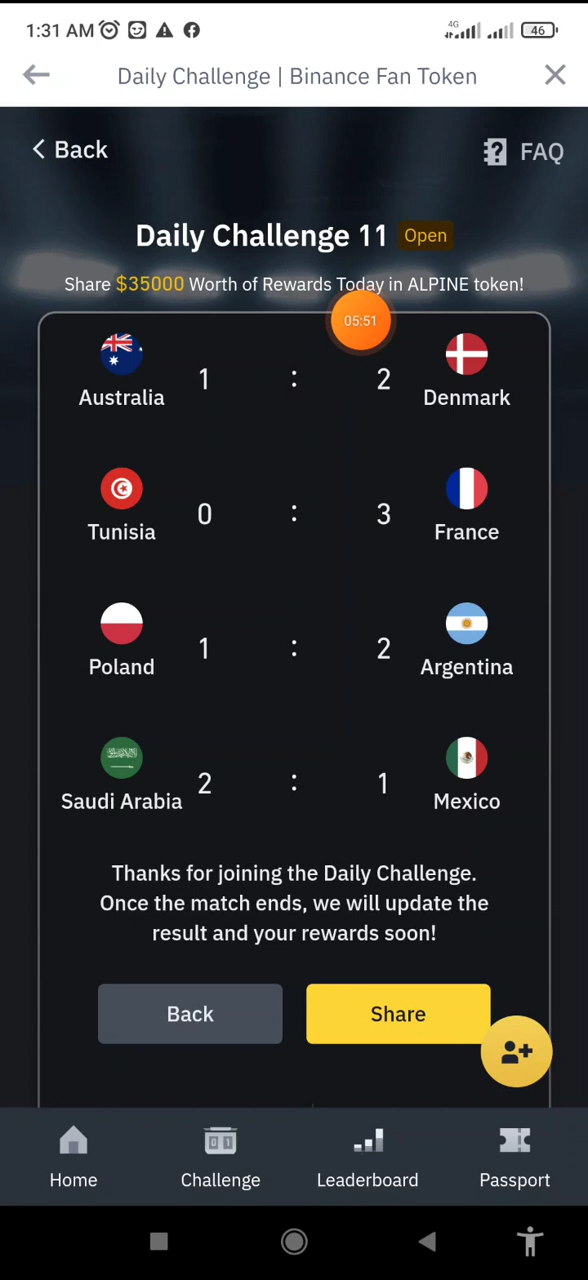 1:31 AM
4G
46
Daily Challenge | Binance Fan Token
Back
FAQ
Daily Challenge 11 Open
Share $35000 Worth of Rewards Today in ALPINE token!
05:51
1 : 2
Australia Denmark
0 : 3
Tunisia France
1 : 2
Poland Argentina
2 : 1
Saudi Arabia Mexico
Thanks for joining the Daily Challenge.
Once the match ends, we will update the
result and your rewards soon!
Back Share
Home Challenge Leaderboard Passport